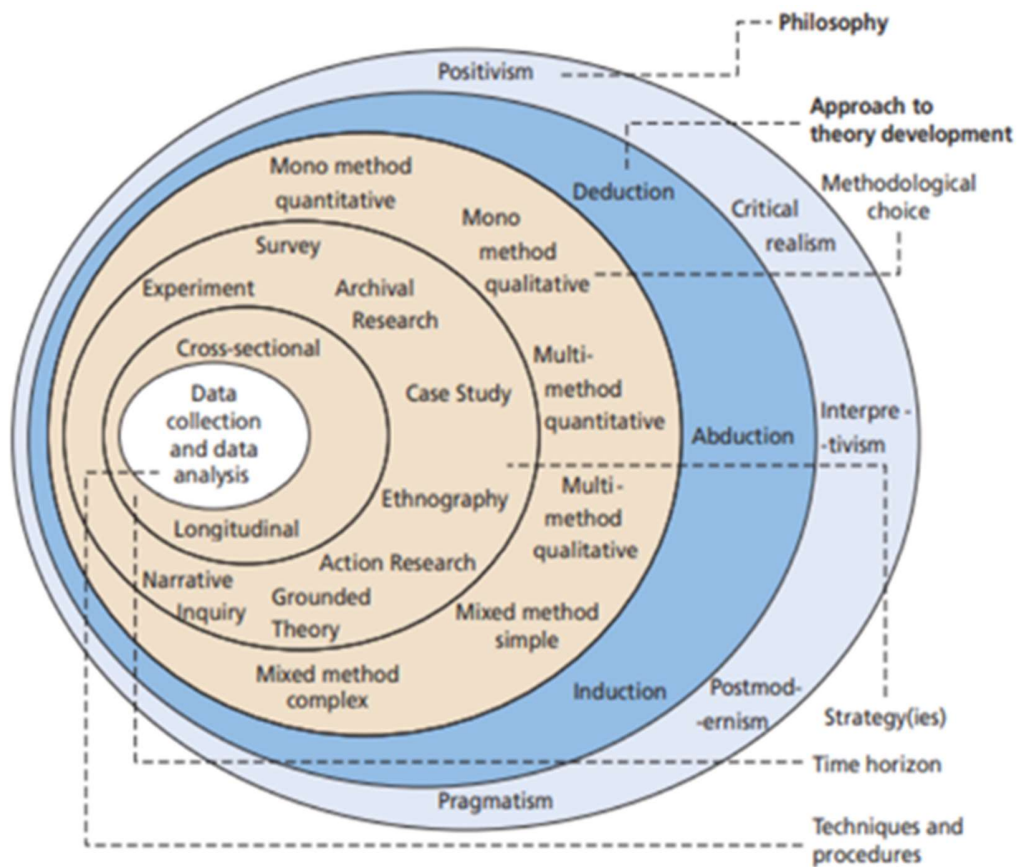 Philosophy
Positivism
Approach to
theory development
Mono method
quantitative
Deduction
Methodological
choice
Critical
realism
Mono
method
qualitative
Survey
Experiment
Archival
Research
Cross-sectional
Multi-
method
quantitative
Data
collection
and data
analysis
Case Study
Interpre -
-tivism
Abduction
Ethnography
Multi -
method
qualitative
Longitudinal
Action Research
Narrative
Inquiry
Grounded
Theory
Mixed method
simple
Mixed method
complex
Induction
Postmod-
-ernism
Strategy(ies)
Time horizon
Pragmatism
Techniques and
procedures